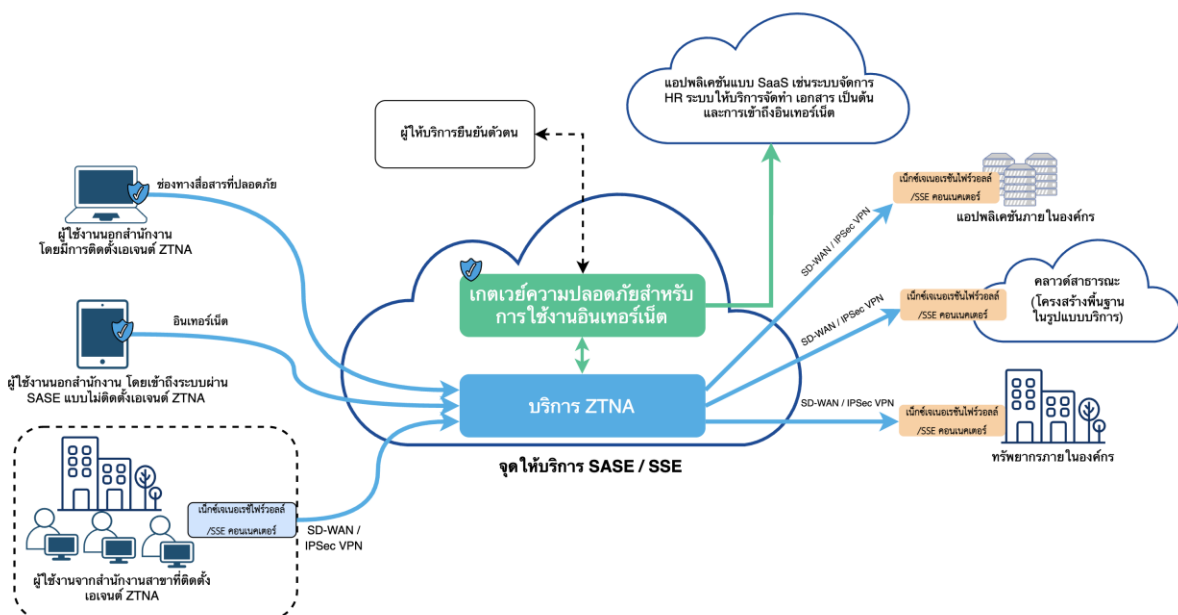 แอปพลิเคชันแบบ SaaS เช่นระบบจัดการ
HR ระบบให้บริการจัดทำ เอกสาร เป็นต้น
และการเข้าถึงอินเทอร์เน็ต
ผู้ให้บริการยืนยันตัวตน
ช่องทางสื่อสารที่ปลอดภัย
ผู้ใช้งานนอกสำนักงาน
โดยมีการติดตั้งเอเจนต์ ZTNA
อินเทอร์เน็ต
ผู้ใช้งานนอกสำนักงาน โดยเข้าถึงระบบผ่าน
SASE แบบไม่ติดตั้งเอเจนต์ ZTNA
เน็กซ์เจเนอเรชัไฟร์วอลล์
/SSE คอนเนคเตอร์
SD-WAN /
IPSec VPN
ผู้ใช้งานจากสำนักงานสาขาที่ติดตั้ง
เอเจนต์ ZTNA
เกตเวย์ความปลอดภัยสำหรับ
การใช้งานอินเทอร์เน็ต
บริการ ZTNA
จุดให้บริการ SASE / SSE
SD-WAN / IPSec VPN
เน็กซ์เจเนอเรชันไฟร์วอลล์
/SSE คอนเนคเตอร์
แอปพลิเคชันภายในองค์กร
SD-WAN / IPSec VPN
เน็กซ์เจเนอเรชันไฟร์วอลล์
/SSE คอนเนคเตอร์
คลาวด์สาธารณะ
(โครงสร้างพื้นฐาน
ในรูปแบบบริการ)
SD-WAN / IPSec VPN
เน็กซ์เจเนอเรชันไฟร์วอลล์
/SSE คอนเนคเตอร์
ทรัพยากรภายในองค์กร